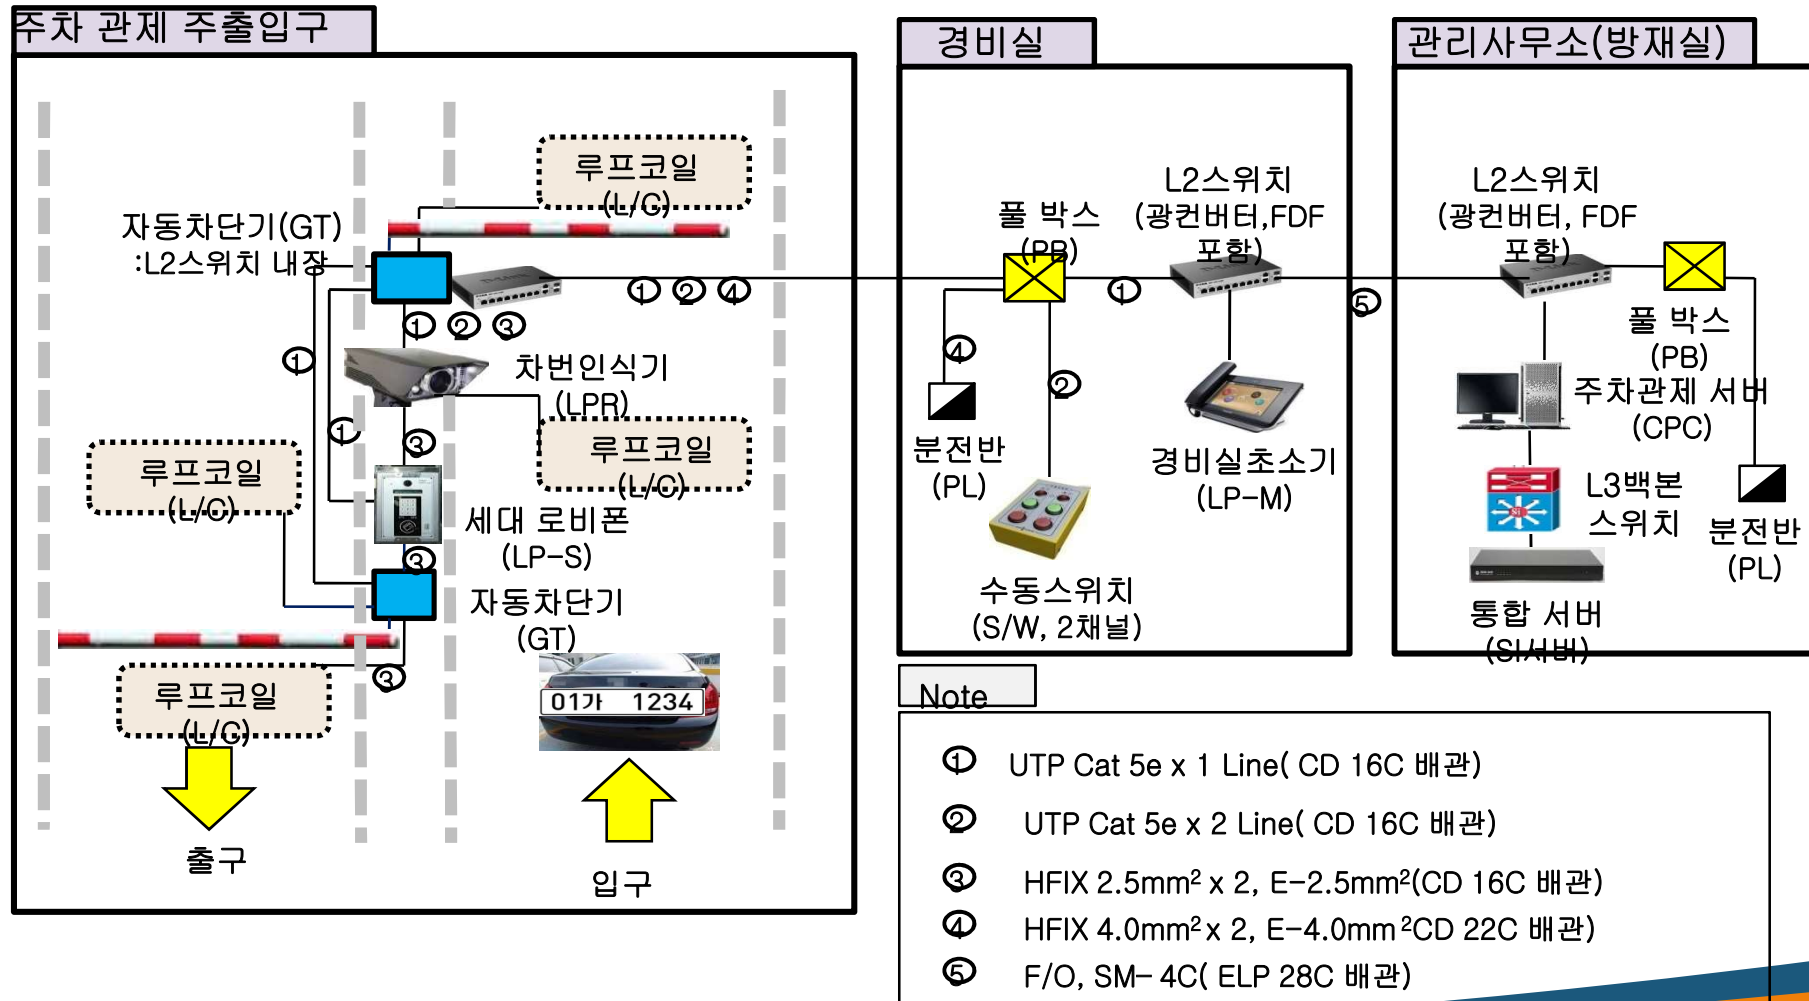 주차 관제 주출입구
루프코일
(L/C)
자동차단기(GT)
:L2스위치 내장
① ② ④
① ② ③
①
차번인식기
(LPR)
①
③
루프코일
(L/C)
루프코일
(L/C)
세대 로비폰
(LP-S)
③
자동차단기
(GT)
③
루프코일
(L/C)
01가 1234
출구
입구
경비실
풀 박스
(PB)
L2스위치
(광컨버터,FDF
포함)
①
④
②
분전반
(PL)
경비실초소기
(LP-M)
수동스위치
(S/W, 2채널)
⑤
관리사무소(방재실)
L2스위치
(광컨버터, FDF
포함)
풀 박스
(PB)
주차관제 서버
(CPC)
L3백본
스위치
Si
분전반
(PL)
통합 서버
(SI서버)
Note
① UTP Cat 5e x 1 Line( CD 16C 배관)
② UTP Cat 5e x 2 Line( CD 16C 배관)
③ HFIX 2.5mm² x 2, E-2.5mm²(CD 16C 배관)
④ HFIX 4.0mm² x 2, E-4.0mm²CD 22C 배관)
⑤ F/O, SM- 4C( ELP 28C 배관)